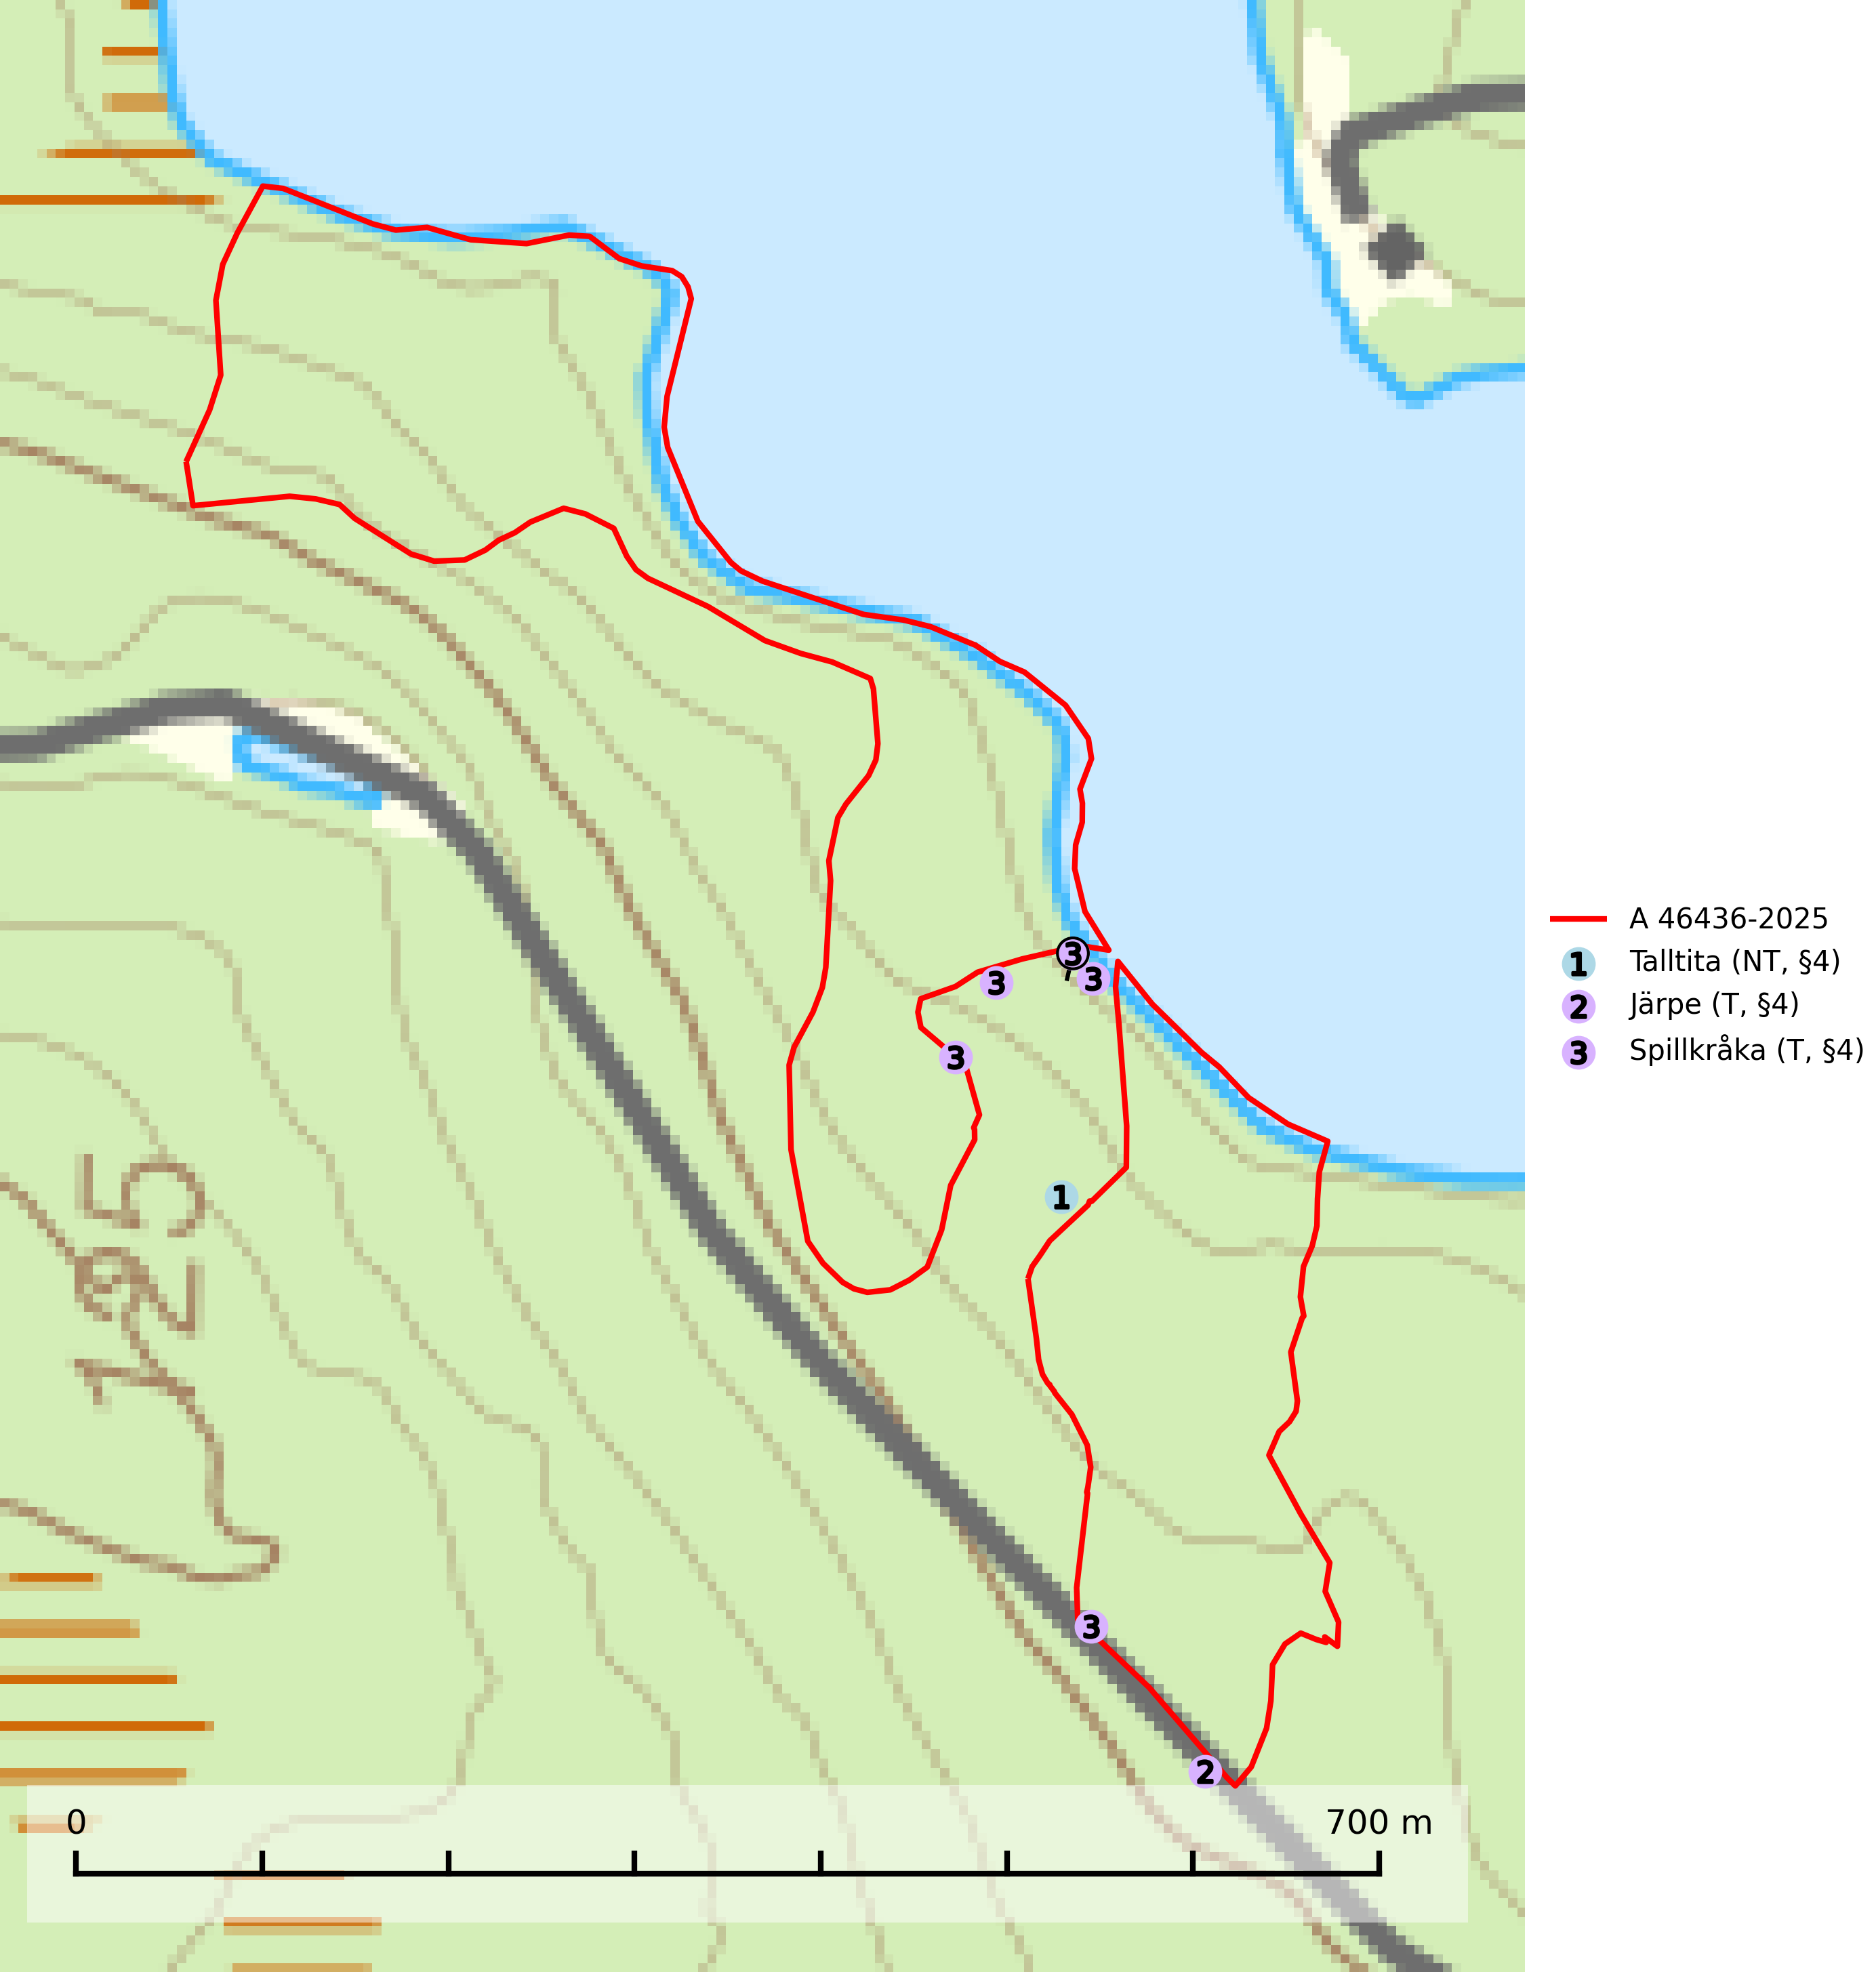 3
3
3
3
1
125
3
2
0 700 m
A 46436-2025
1 Talltita (NT, §4)
2 Järpe (T, §4)
3 Spillkråka (T, §4)